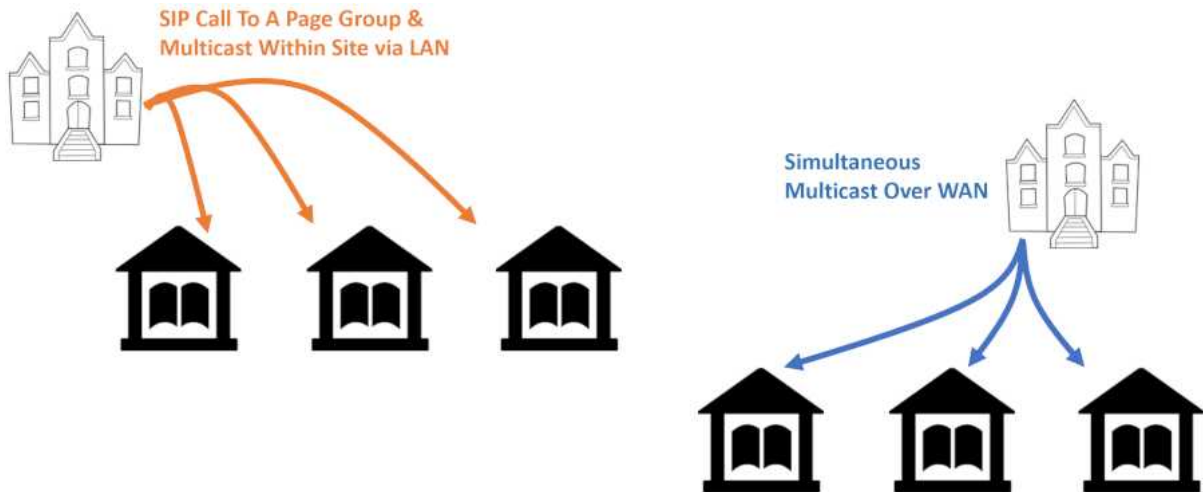 SIP Call To A Page Group &
Multicast Within Site via LAN
Simultaneous
Multicast Over WAN